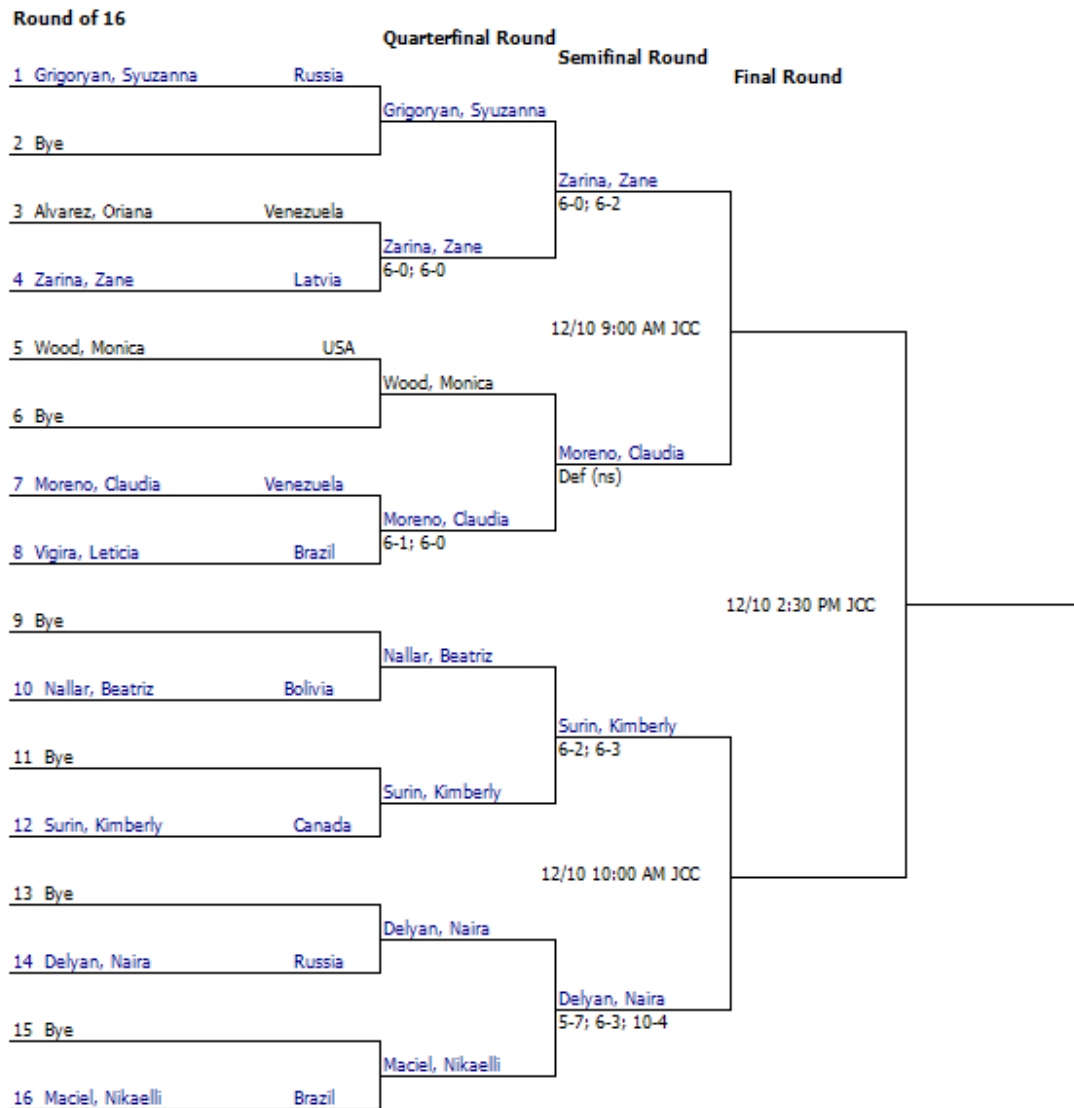 Round of 16
Quarterfinal Round
Semifinal Round
Final Round
1 Grigoryan, Syuzanna Russia
Grigoryan, Syuzanna
2 Bye
Zarina, Zane
6-0; 6-2
3 Alvarez, Oriana Venezuela
Zarina, Zane
6-0; 6-0
4 Zarina, Zane Latvia
12/10 9:00 AM JCC
5 Wood, Monica USA
Wood, Monica
6 Bye
Moreno, Claudia
Def (ns)
7 Moreno, Claudia Venezuela
Moreno, Claudia
6-1; 6-0
8 Vigira, Leticia Brazil
12/10 2:30 PM JCC
9 Bye
Nallar, Beatriz
10 Nallar, Beatriz Bolivia
Surin, Kimberly
6-2; 6-3
11 Bye
Surin, Kimberly
12 Surin, Kimberly Canada
12/10 10:00 AM JCC
13 Bye
Delyan, Naira
14 Delyan, Naira Russia
Delyan, Naira
5-7; 6-3; 10-4
15 Bye
Maciel, Nikaelli
16 Maciel, Nikaelli Brazil